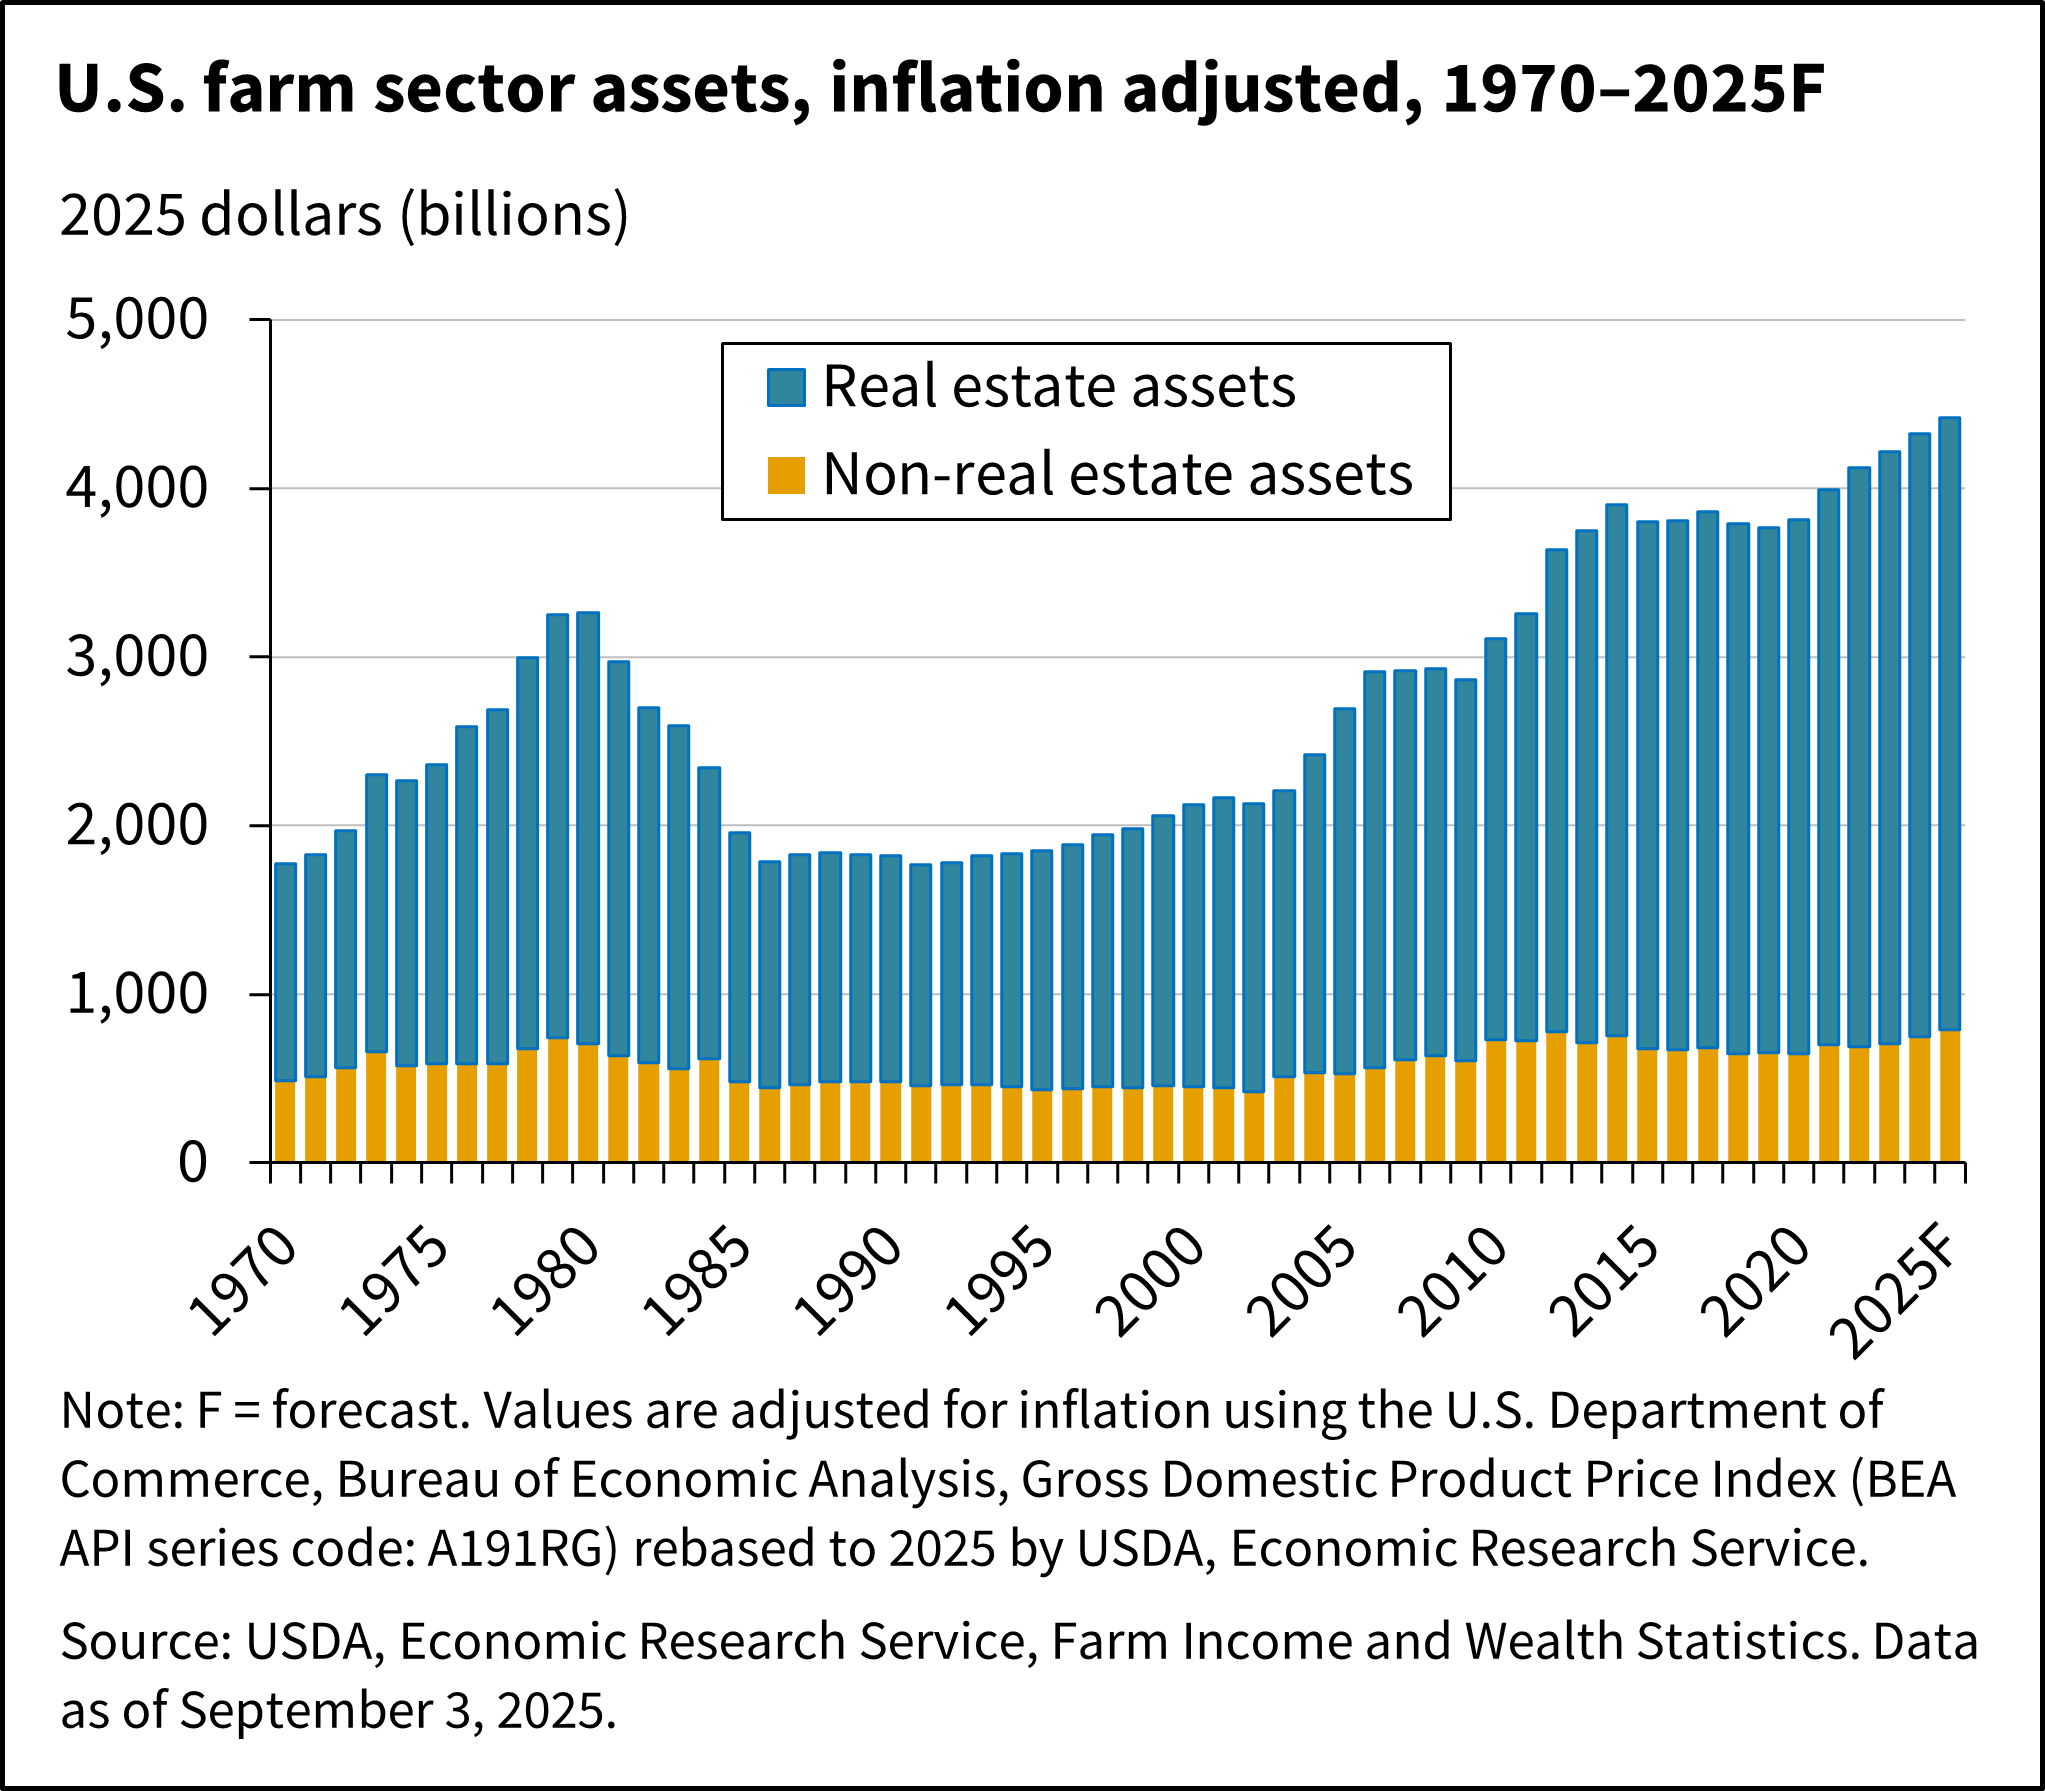 U.S. farm sector assets, inflation adjusted, 1970–2025F
2025 dollars (billions)
5,000
4,000
3,000
2,000
1,000
0
Real estate assets
Non-real estate assets
1970
1975
1980
1985
1990
1995
2000
2005
2010
2015
2020
2025F
Note: F = forecast. Values are adjusted for inflation using the U.S. Department of
Commerce, Bureau of Economic Analysis, Gross Domestic Product Price Index (BEA
API series code: A191RG) rebased to 2025 by USDA, Economic Research Service.
Source: USDA, Economic Research Service, Farm Income and Wealth Statistics. Data
as of September 3, 2025.